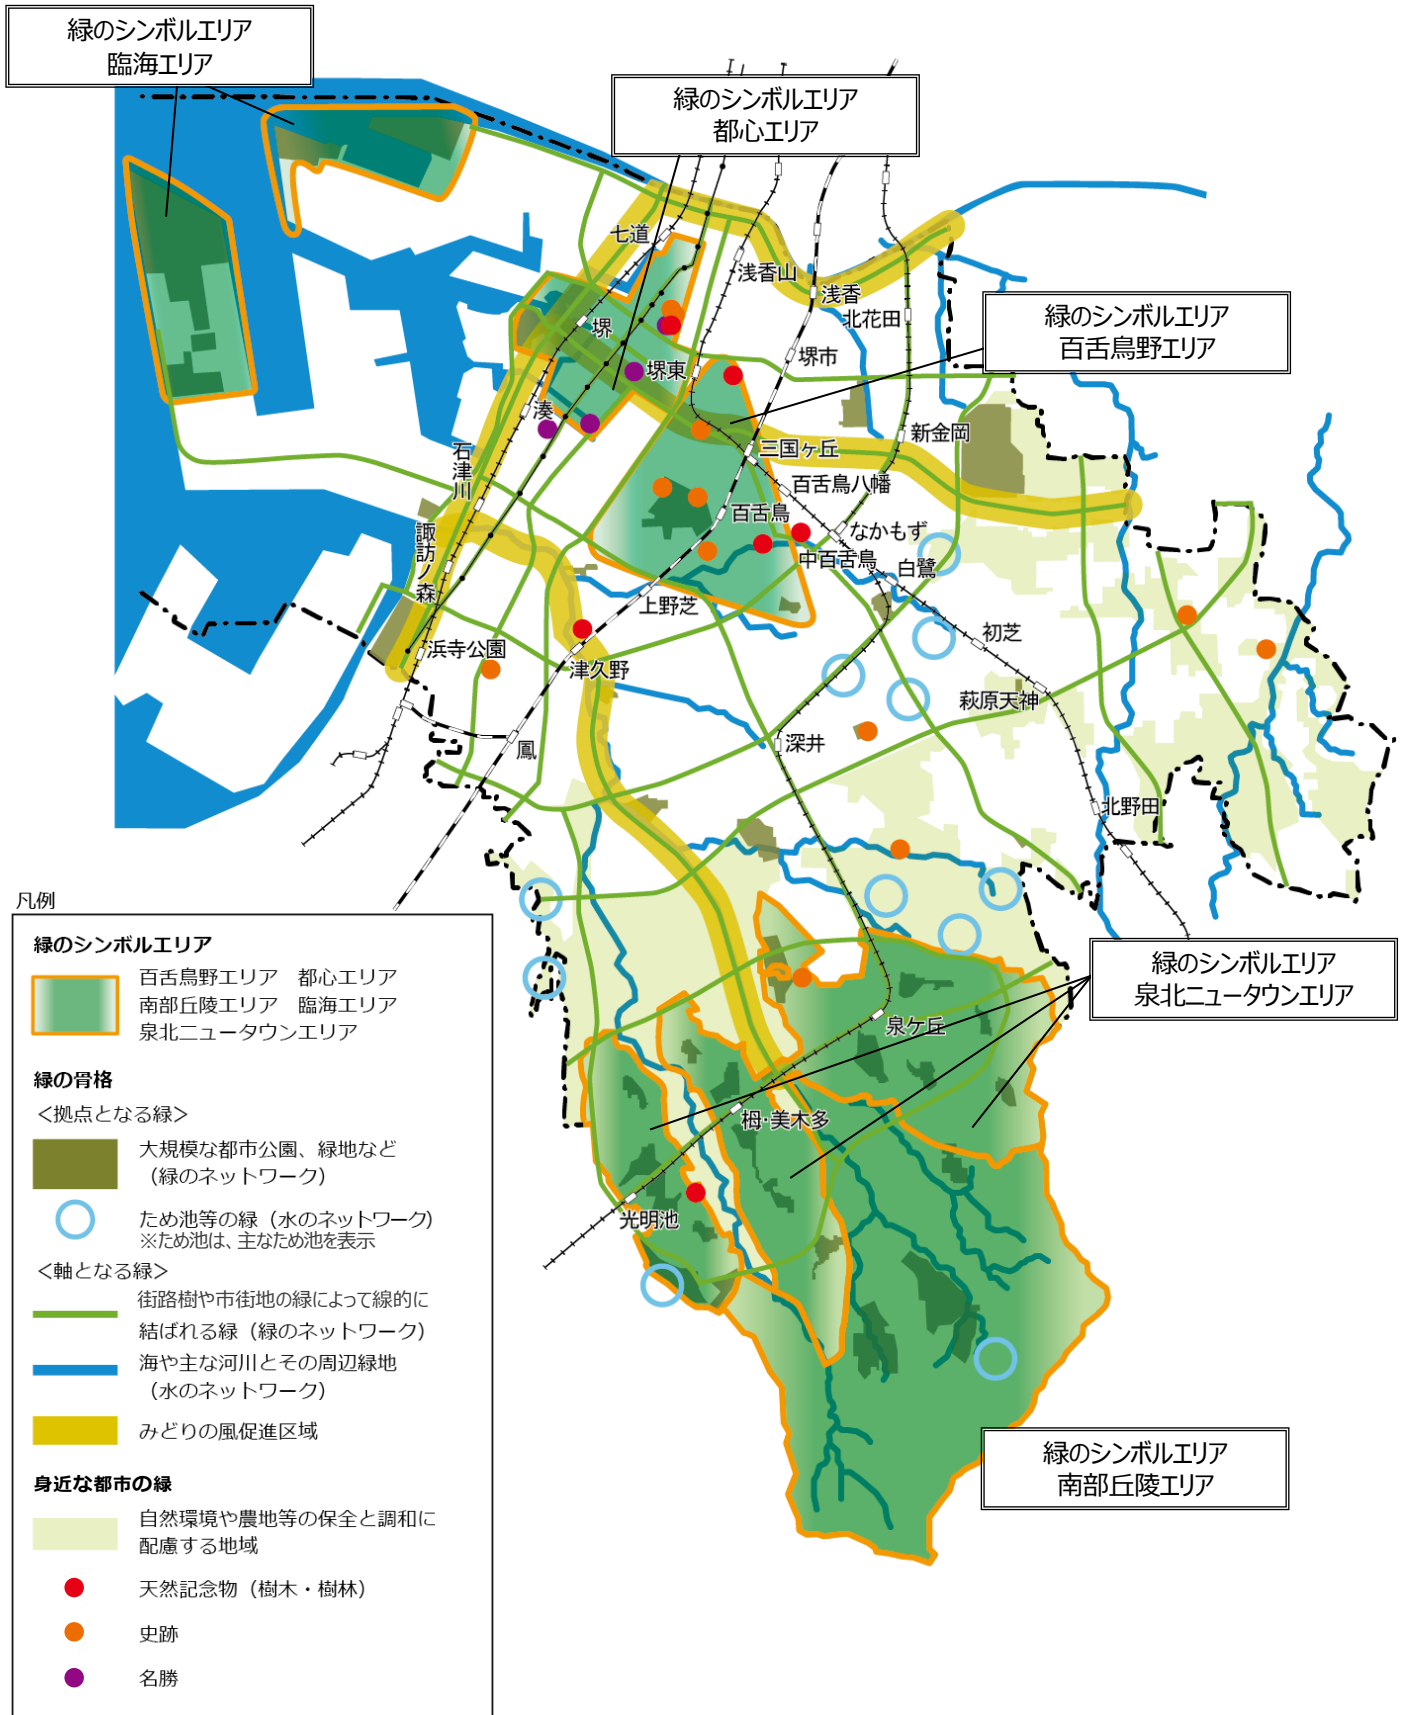 緑のシンボルエリア
臨海エリア
緑のシンボルエリア
都心エリア
七道
浅香山
浅香
北花田
緑のシンボルエリア
百舌鳥野エリア
堺
堺市
堺東
湊
新金岡
石津川
三国ヶ丘
百舌鳥八幡
百舌鳥
なかもず
諏訪ノ森
中百舌鳥
白鷺
上野芝
初芝
浜寺公園
津久野
萩原天神
鳳
深井
北野田
緑のシンボルエリア
泉北ニュータウンエリア
泉ケ丘
栂･美木多
光明池
緑のシンボルエリア
南部丘陵エリア
凡例
緑のシンボルエリア
百舌鳥野エリア　都心エリア
南部丘陵エリア　臨海エリア
泉北ニュータウンエリア
緑の骨格
＜拠点となる緑＞
大規模な都市公園、緑地など
（緑のネットワーク）
ため池等の緑（水のネットワーク）
※ため池は、主なため池を表示
＜軸となる緑＞
街路樹や市街地の緑によって線的に
結ばれる緑（緑のネットワーク）
海や主な河川とその周辺緑地
（水のネットワーク）
みどりの風促進区域
身近な都市の緑
自然環境や農地等の保全と調和に
配慮する地域
天然記念物（樹木・樹林）
史跡
名勝